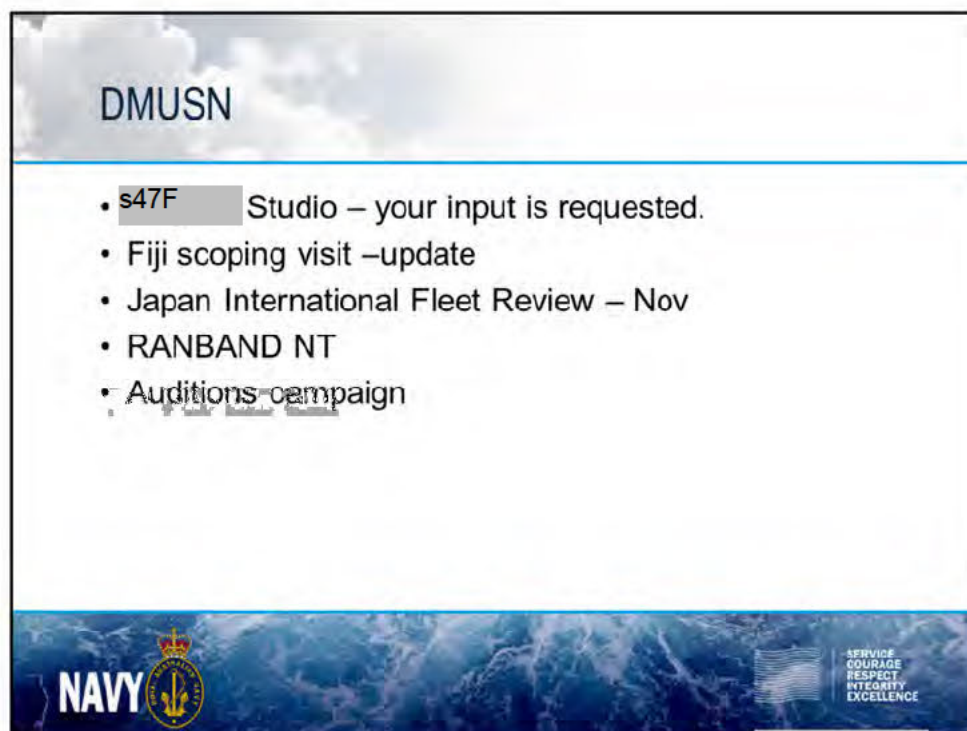 DMUSN
• s47F Studio – your input is requested.
• Fiji scoping visit –update
• Japan International Fleet Review – Nov
• RANBAND NT
• Auditions campaign
NAVY
SERVICE
COURAGE
RESPECT
INTEGRITY
EXCELLENCE